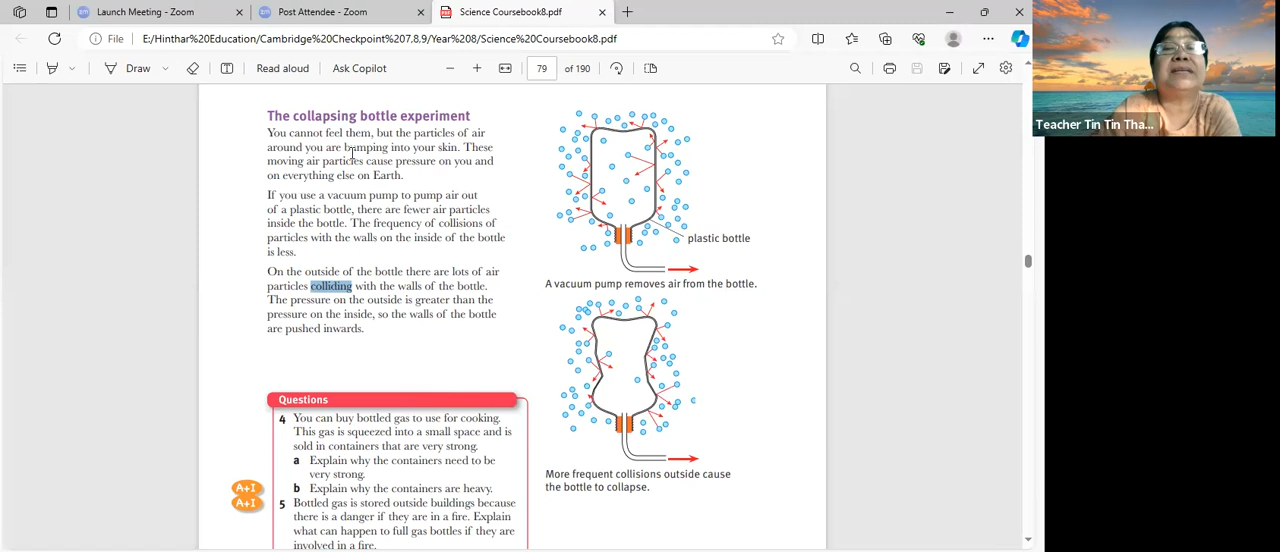 Launch Meeting - Zoom
Post Attendee - Zoom
Science Coursebook8.pdf
File
E:/Hinthar%20Education/Cambridge%20Checkpoint%207.8.9/Year%208/Science%20Coursebook8.pdf
Draw
Read aloud
Ask Copilot
79
of 190
Teacher Tin Tin Tha...
The collapsing bottle experiment
You cannot feel them, but the particles of air
around you are bumping into your skin. These
moving air particles cause pressure on you and
on everything else on Earth.
If you use a vacuum pump to pump air out
of a plastic bottle, there are fewer air particles
inside the bottle. The frequency of collisions of
particles with the walls on the inside of the bottle
is less.
On the outside of the bottle there are lots of air
particles colliding with the walls of the bottle.
The pressure on the outside is greater than the
pressure on the inside, so the walls of the bottle
are pushed inwards.
plastic bottle
A vacuum pump removes air from the bottle.
More frequent collisions outside cause
the bottle to collapse.
Questions
4 You can buy bottled gas to use for cooking.
This gas is squeezed into a small space and is
sold in containers that are very strong.
a Explain why the containers need to be
very strong.
A+I
b Explain why the containers are heavy.
A+I
5 Bottled gas is stored outside buildings because
there is a danger if they are in a fire. Explain
what can happen to full gas bottles if they are
involved in a fire.